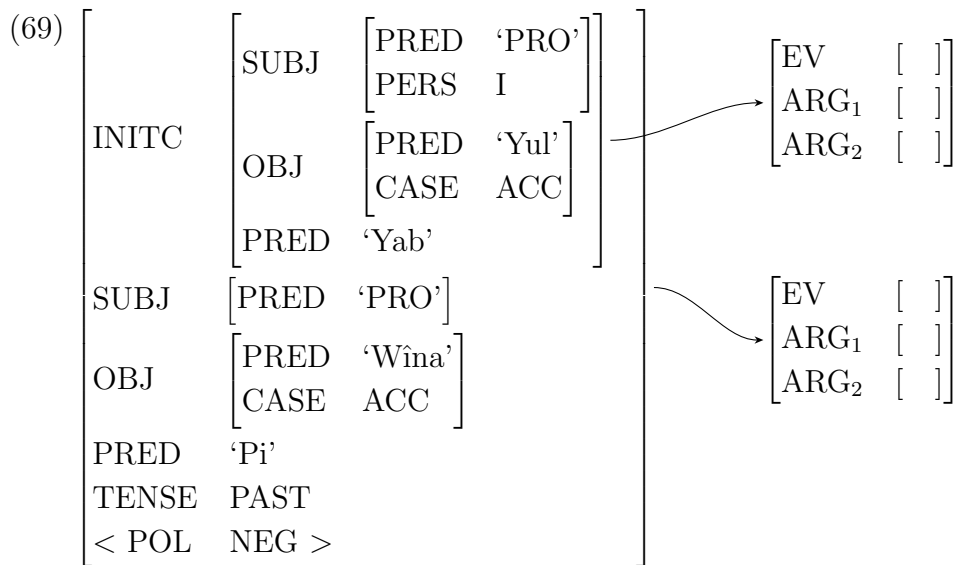 (69)
SUBJ [PRED ‘PRO’
PERS I]
INITC
OBJ [PRED ‘Yul’
CASE ACC]
PRED ‘Yab’
SUBJ [PRED ‘PRO’]
OBJ [PRED ‘Wîna’
CASE ACC]
PRED ‘Pi’
TENSE PAST
< POL NEG >
[EV [ ]
ARG₁ [ ]
ARG₂ [ ]]
[EV [ ]
ARG₁ [ ]
ARG₂ [ ]]